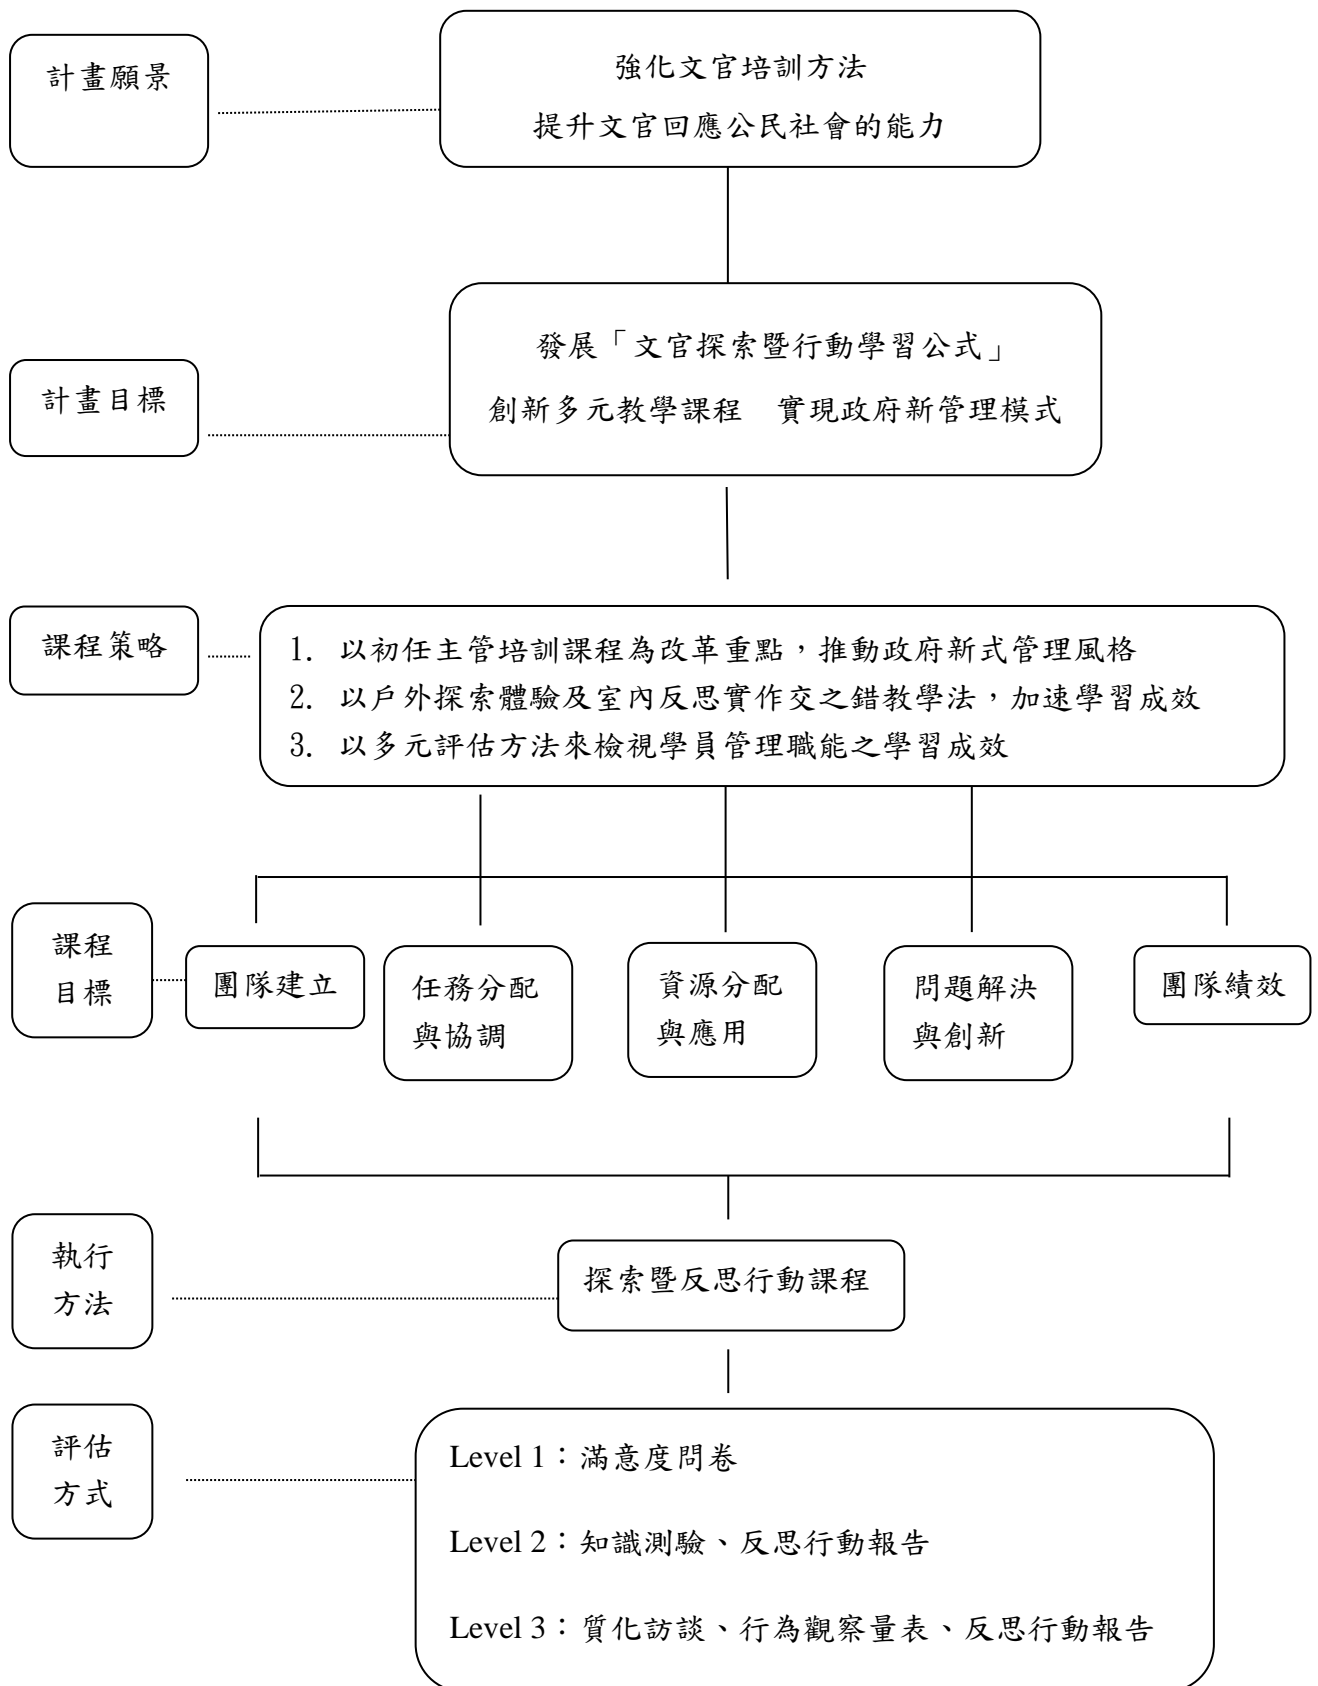 計畫願景
強化文官培訓方法
提升文官回應公民社會的能力
計畫目標
發展「文官探索暨行動學習公式」
創新多元教學課程　實現政府新管理模式
課程策略
1. 以初任主管培訓課程為改革重點，推動政府新式管理風格
2. 以戶外探索體驗及室內反思實作交之錯教學法，加速學習成效
3. 以多元評估方法來檢視學員管理職能之學習成效
課程
目標
團隊建立
任務分配
與協調
資源分配
與應用
問題解決
與創新
團隊績效
執行
方法
探索暨反思行動課程
評估
方式
Level 1：滿意度問卷
Level 2：知識測驗、反思行動報告
Level 3：質化訪談、行為觀察量表、反思行動報告